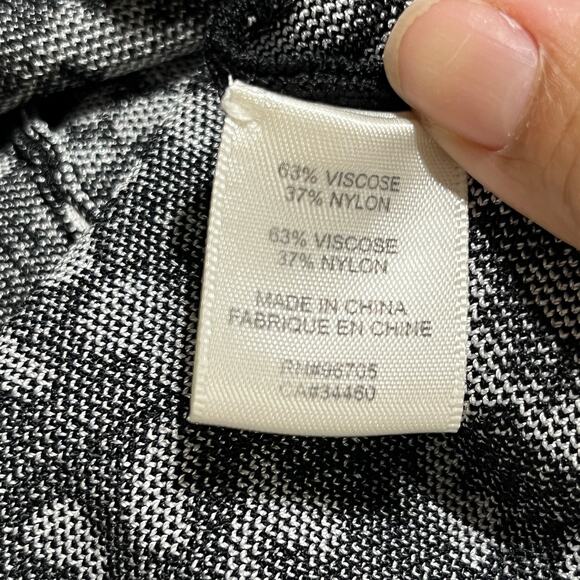 63% VISCOSE
37% NYLON
63% VISCOSE
37% NYLON
MADE IN CHINA
FABRIQUE EN CHINE
RN#96705
CA#34460